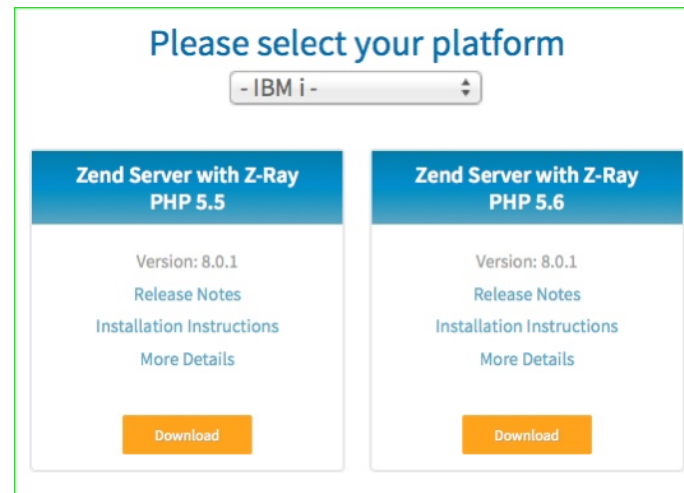 Please select your platform
- IBM i -
Zend Server with Z-Ray
PHP 5.5
Version: 8.0.1
Release Notes
Installation Instructions
More Details
Download
Zend Server with Z-Ray
PHP 5.6
Version: 8.0.1
Release Notes
Installation Instructions
More Details
Download